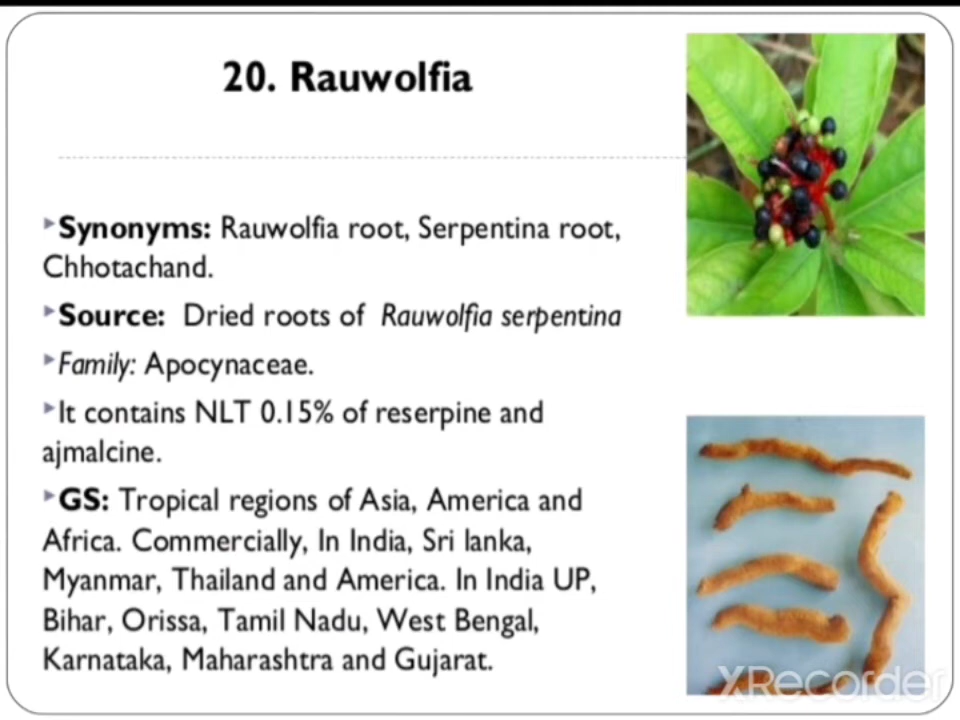 20. Rauwolfia
Synonyms: Rauwolfia root, Serpentina root,
Chhotachand.
Source: Dried roots of Rauwolfia serpentina
Family: Apocynaceae.
It contains NLT 0.15% of reserpine and
ajmalcine.
GS: Tropical regions of Asia, America and
Africa. Commercially, In India, Sri lanka,
Myanmar, Thailand and America. In India UP,
Bihar, Orissa, Tamil Nadu, West Bengal,
Karnataka, Maharashtra and Gujarat.
XRecorder